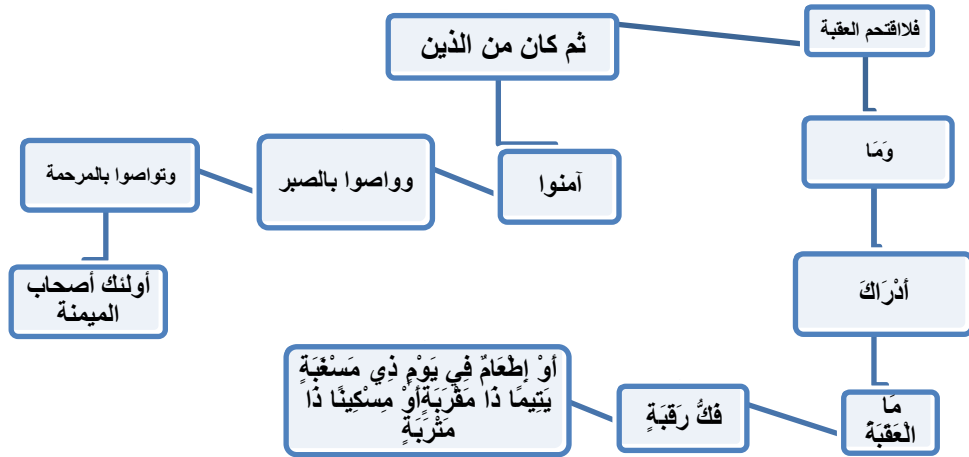 فلااقتحم العقبة
ثم كان من الذين
وَمَا
آمنوا
وواصوا بالصبر
وتواصوا بالمرحمة
أَدْرَاكَ
أولئك أصحاب
الميمنة
مَا
الْعَقَبَةُ
فَكُّ رَقَبَةٍ
أَوْ إِطْعَامٌ فِي يَوْمٍ ذِي مَسْغَبَةٍ
يَتِيمًا ذَا مَقْرَبَةٍأَوْ مِسْكِينًا ذَا
مَتْرَبَةٍ